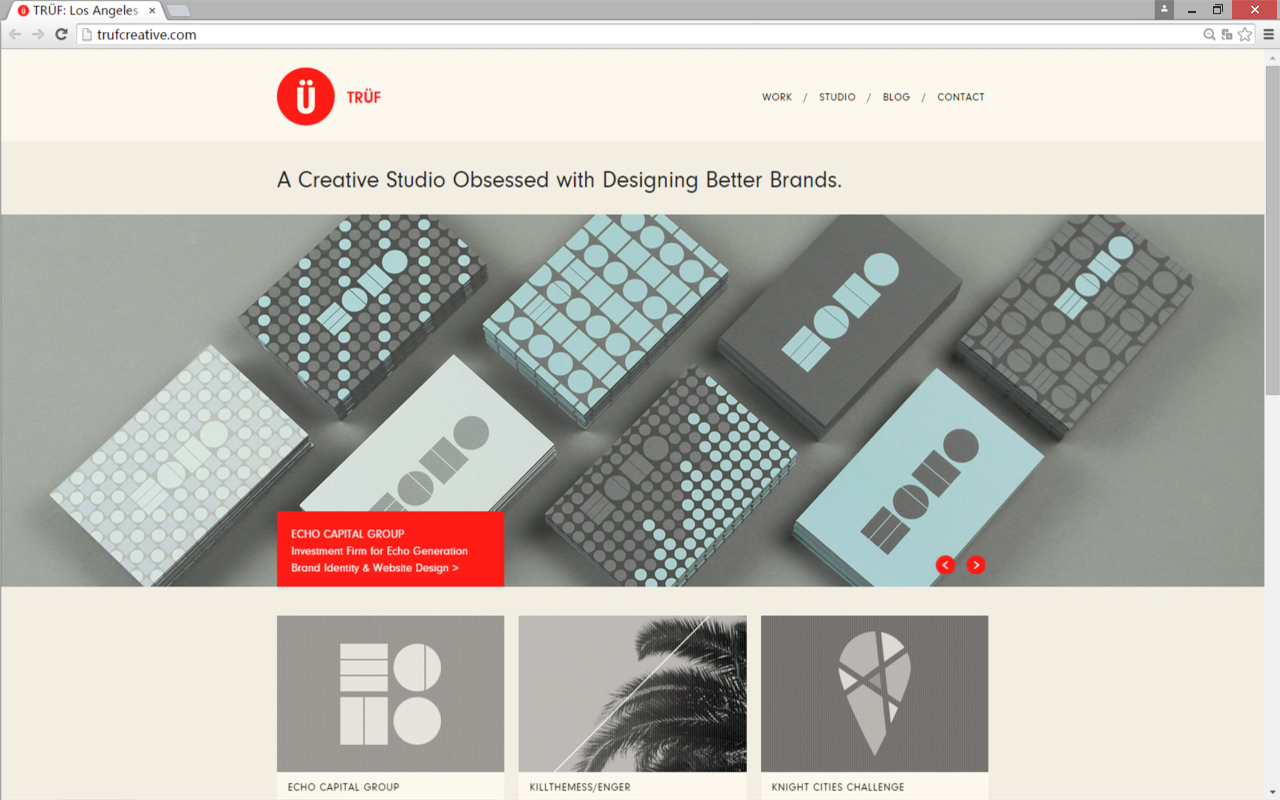 TRÜF: Los Angeles
trufcreative.com
Ü
TRÜF
WORK / STUDIO / BLOG / CONTACT
A Creative Studio Obsessed with Designing Better Brands.
ECHO CAPITAL GROUP
Investment Firm for Echo Generation
Brand Identity & Website Design >
ECHO CAPITAL GROUP
KILLTHEMESS/ENGER
KNIGHT CITIES CHALLENGE